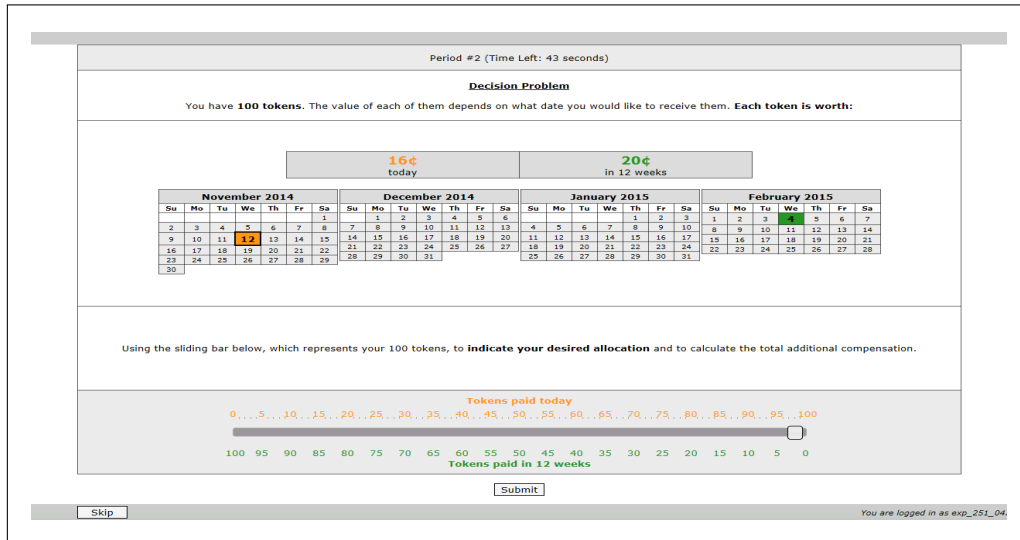 Period #2 (Time Left: 43 seconds)
Decision Problem
You have 100 tokens. The value of each of them depends on what date you would like to receive them. Each token is worth:
16¢
today
20¢
in 12 weeks
November 2014
Su Mo Tu We Th Fr Sa
1
2 3 4 5 6 7 8
9 10 11 12 13 14 15
16 17 18 19 20 21 22
23 24 25 26 27 28 29
30
December 2014
Su Mo Tu We Th Fr Sa
1 2 3 4 5 6
7 8 9 10 11 12 13
14 15 16 17 18 19 20
21 22 23 24 25 26 27
28 29 30 31
January 2015
Su Mo Tu We Th Fr Sa
1 2 3
4 5 6 7 8 9 10
11 12 13 14 15 16 17
18 19 20 21 22 23 24
25 26 27 28 29 30 31
February 2015
Su Mo Tu We Th Fr Sa
1 2 3 4 5 6 7
8 9 10 11 12 13 14
15 16 17 18 19 20 21
22 23 24 25 26 27 28
Using the sliding bar below, which represents your 100 tokens, to indicate your desired allocation and to calculate the total additional compensation.
Tokens paid today
0....5...10...15...20...25...30...35...40...45...50...55...60...65...70...75...80...85...90...95...100
100 95 90 85 80 75 70 65 60 55 50 45 40 35 30 25 20 15 10 5 0
Tokens paid in 12 weeks
Submit
Skip
You are logged in as exp_251_04.